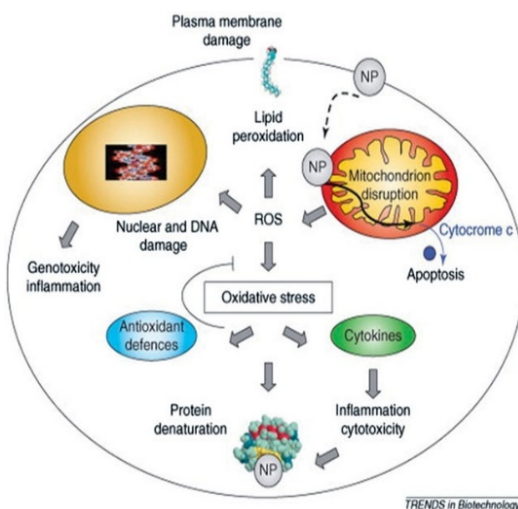 Plasma membrane
damage
NP
Lipid
peroxidation
NP
Mitochondrion
disruption
Nuclear and DNA
damage
ROS
Cytocrome c
Genotoxicity
inflammation
Apoptosis
Oxidative stress
Antioxidant
defences
Cytokines
Protein
denaturation
Inflammation
cytotoxicity
NP
TRENDS in Biotechnology